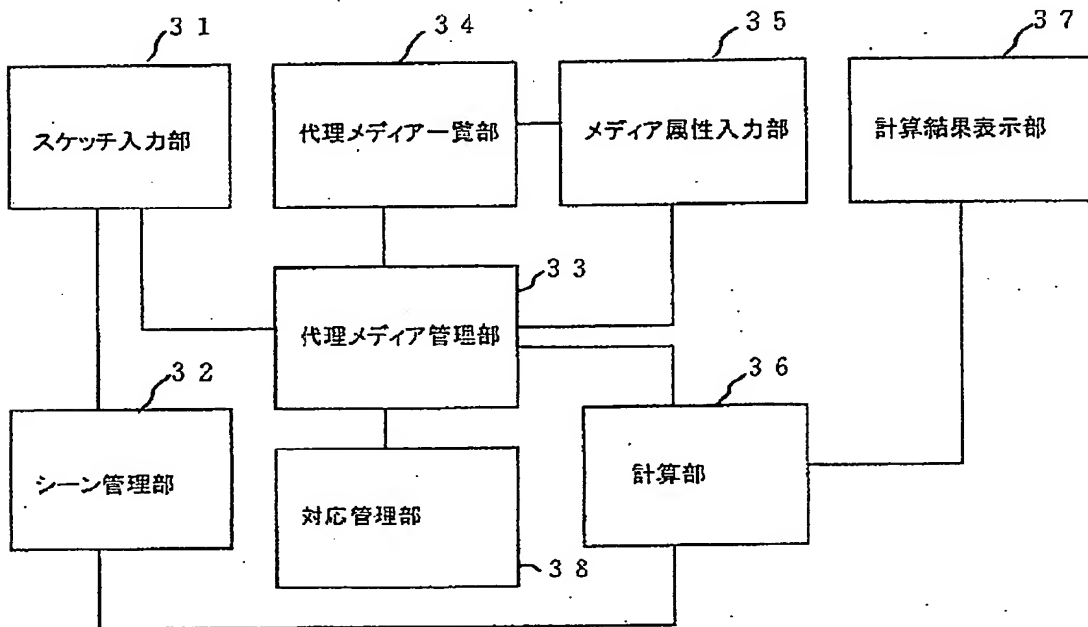 ３１
３４
３５
３７
スケッチ入力部
代理メディア一覧部
メディア属性入力部
計算結果表示部
３３
代理メディア管理部
３２
３６
シーン管理部
対応管理部
計算部
３８